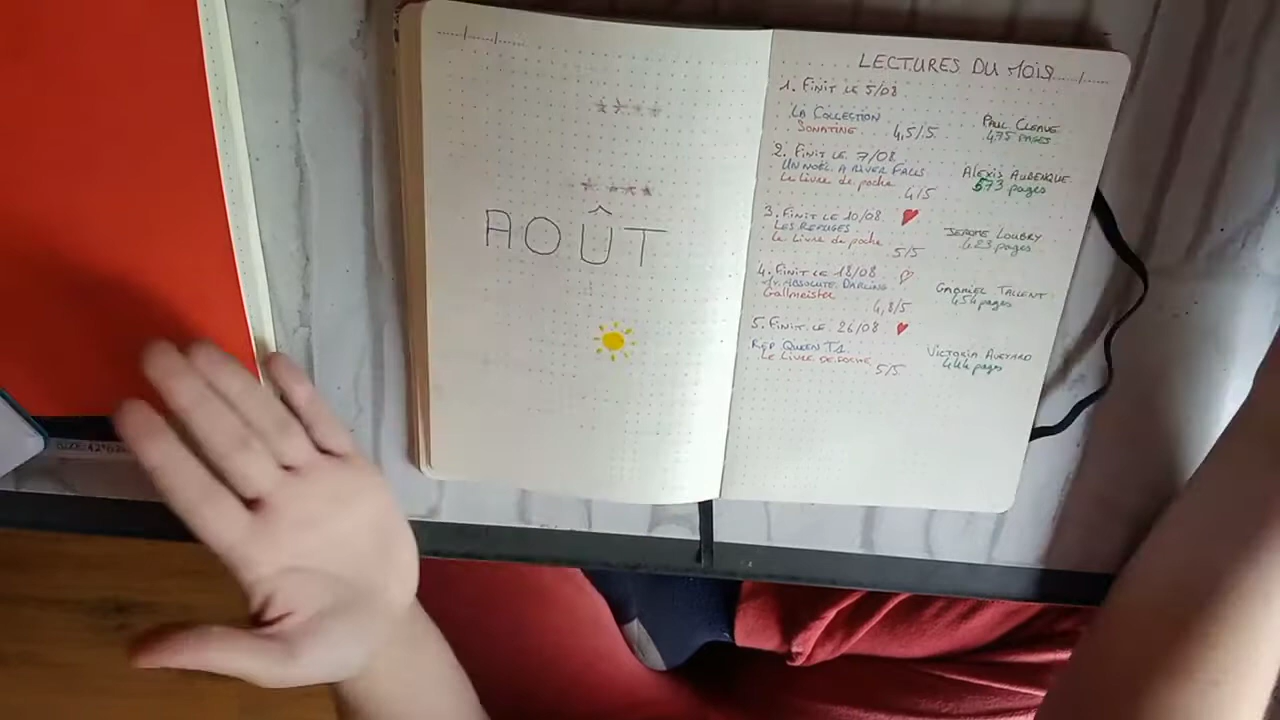 AOÛT
LECTURES DU MOIS
1. FINIT LE 5/08
LA COLLECTION PAUL CLEAVE
SONATINE 4,5/5 475 PAGES
2. FINIT LE 7/08
UN NOËL A RIVER FALLS ALEXIS AUBENQUE
Le Livre de poche 573 pages
4/5
3. FINIT LE 10/08
LES REFUGES JEROME LOUBRY
Le Livre de poche 423 pages
5/5
4. FINIT LE 18/08
MY ABSOLUTE DARLING GABRIEL TALLENT
Gallmeister 454 pages
4,8/5
5. FINIT LE 26/08
RED QUEEN T1 VICTORIA AVEYARD
LE LIVRE DE POCHE 444 pages
5/5